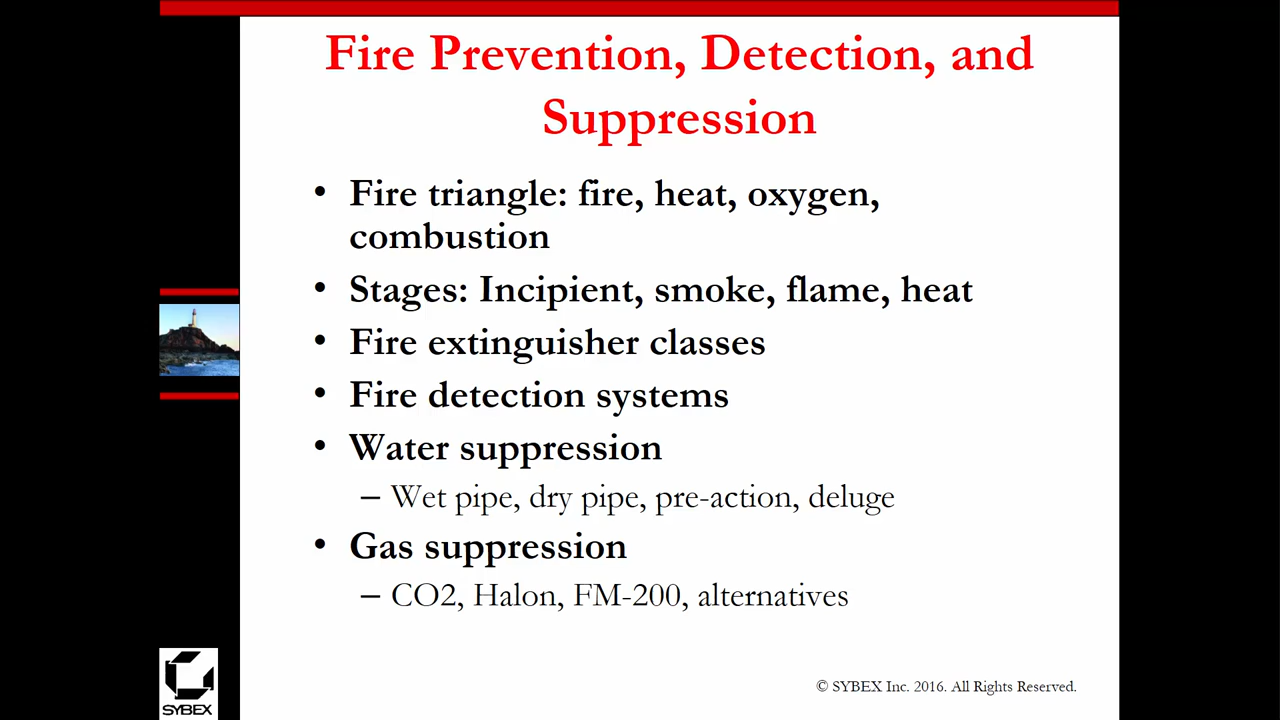 Fire Prevention, Detection, and
Suppression
• Fire triangle: fire, heat, oxygen,
combustion
• Stages: Incipient, smoke, flame, heat
• Fire extinguisher classes
• Fire detection systems
• Water suppression
– Wet pipe, dry pipe, pre-action, deluge
• Gas suppression
– CO2, Halon, FM-200, alternatives
© SYBEX Inc. 2016. All Rights Reserved.
SYBEX